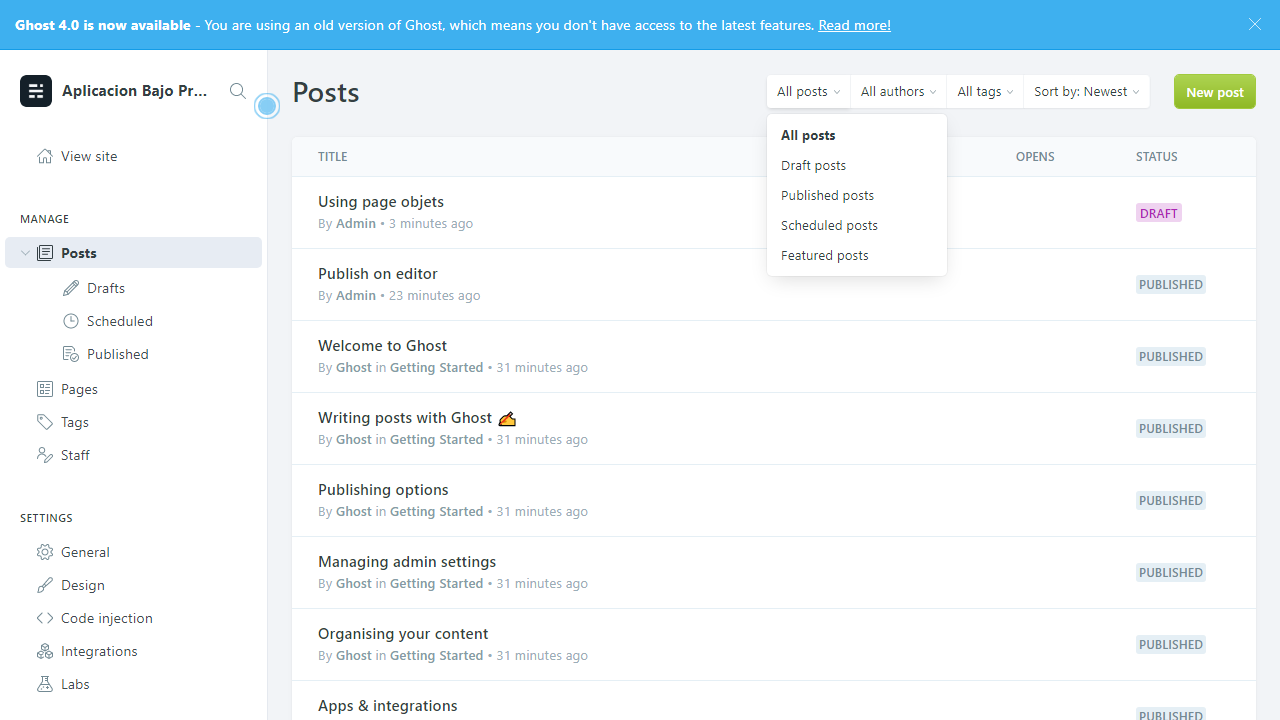 Ghost 4.0 is now available - You are using an old version of Ghost, which means you don't have access to the latest features. Read more!
Aplicacion Bajo Pr...
View site
MANAGE
Posts
Drafts
Scheduled
Published
Pages
Tags
Staff
SETTINGS
General
Design
Code injection
Integrations
Labs
Posts
All posts
All authors
All tags
Sort by: Newest
New post
All posts
Draft posts
Published posts
Scheduled posts
Featured posts
TITLE OPENS STATUS
Using page objets
By Admin • 3 minutes ago
DRAFT
Publish on editor
By Admin • 23 minutes ago
PUBLISHED
Welcome to Ghost
By Ghost in Getting Started • 31 minutes ago
PUBLISHED
Writing posts with Ghost ✍
By Ghost in Getting Started • 31 minutes ago
PUBLISHED
Publishing options
By Ghost in Getting Started • 31 minutes ago
PUBLISHED
Managing admin settings
By Ghost in Getting Started • 31 minutes ago
PUBLISHED
Organising your content
By Ghost in Getting Started • 31 minutes ago
PUBLISHED
Apps & integrations
PUBLISHED